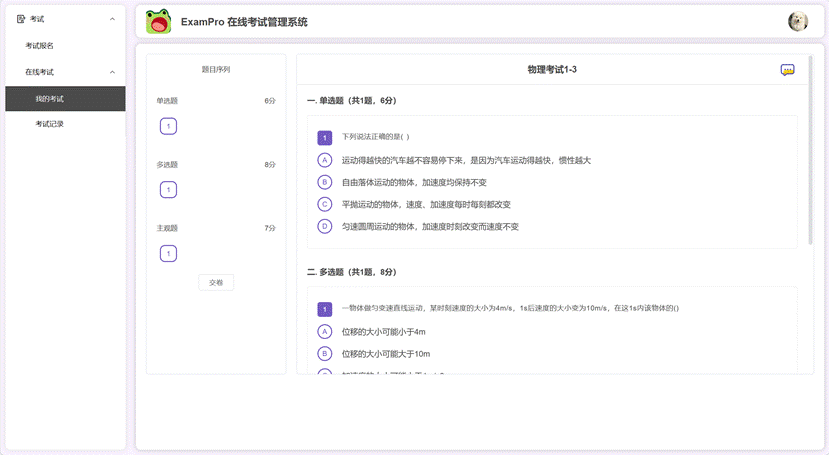 考试
ExamPro 在线考试管理系统
考试报名
在线考试
我的考试
考试记录
题目序列
单选题 6分
1
多选题 8分
1
主观题 7分
1
交卷
物理考试1-3
一. 单选题（共1题，6分）
1 下列说法正确的是( )
A 运动得越快的汽车越不容易停下来，是因为汽车运动得越快，惯性越大
B 自由落体运动的物体，加速度均保持不变
C 平抛运动的物体，速度、加速度每时每刻都改变
D 匀速圆周运动的物体，加速度时刻改变而速度不变
二. 多选题（共1题，8分）
1 一物体做匀变速直线运动，某时刻速度的大小为4m/s，1s后速度的大小变为10m/s，在这1s内该物体的()
A 位移的大小可能小于4m
B 位移的大小可能大于10m